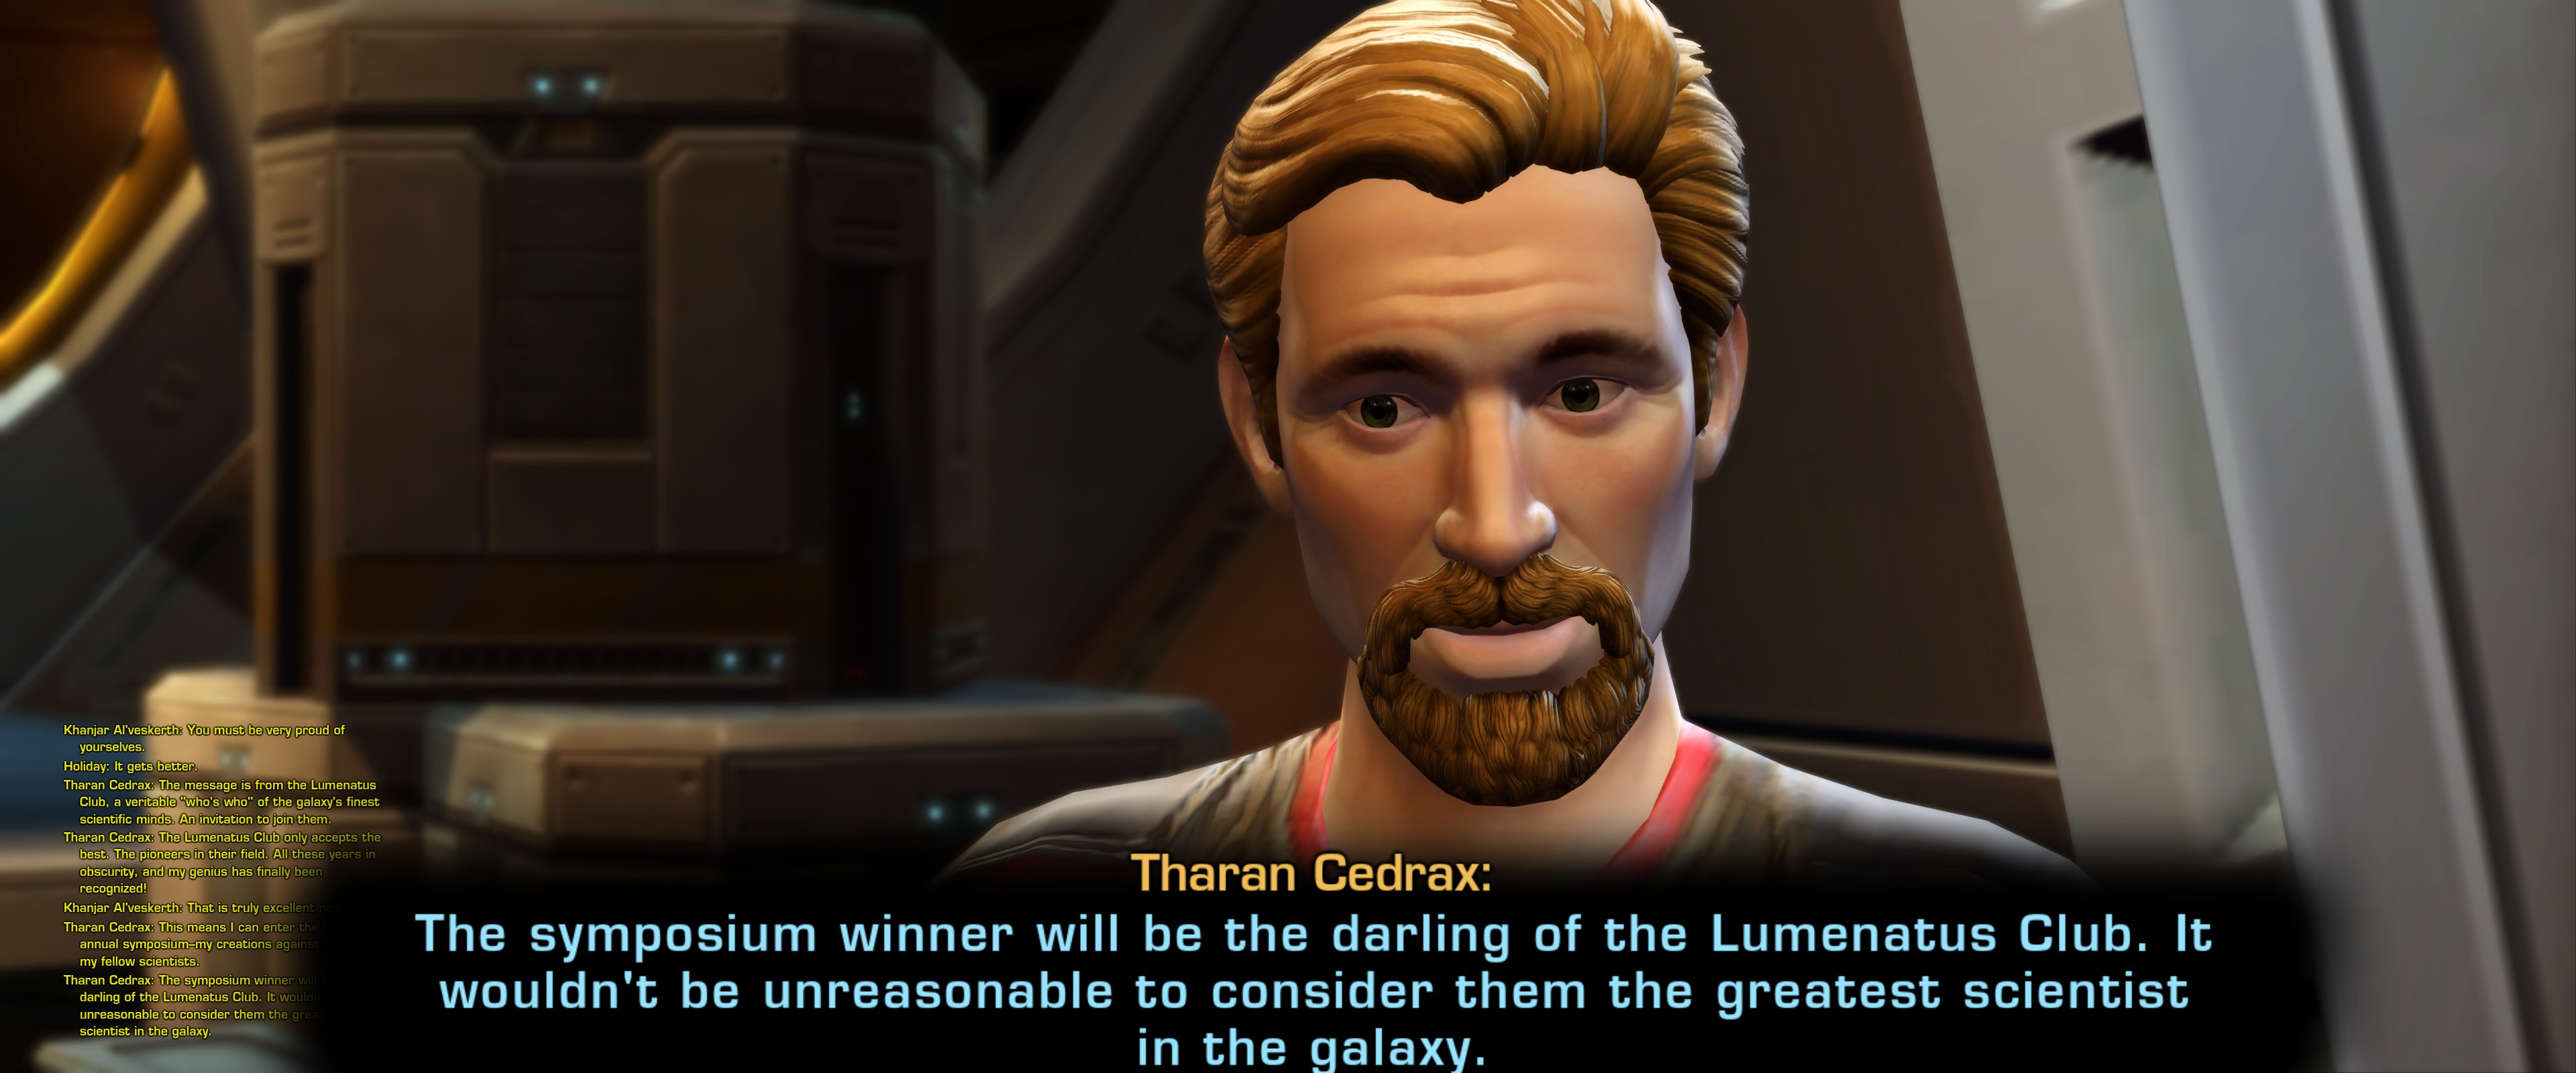 Khanjar Al'veskerth: You must be very proud of
yourselves.
Holiday: It gets better.
Tharan Cedrax: The message is from the Lumenatus
Club, a veritable "who's who" of the galaxy's finest
scientific minds. An invitation to join them.
Tharan Cedrax: The Lumenatus Club only accepts the
best. The pioneers in their field. All these years in
obscurity, and my genius has finally been
recognized!
Khanjar Al'veskerth: That is truly excellent
Tharan Cedrax: This means I can enter the
annual symposium—my creations against
my fellow scientists.
Tharan Cedrax: The symposium winner will
darling of the Lumenatus Club. It
unreasonable to consider them the
scientist in the galaxy.
Tharan Cedrax:
The symposium winner will be the darling of the Lumenatus Club. It
wouldn't be unreasonable to consider them the greatest scientist
in the galaxy.